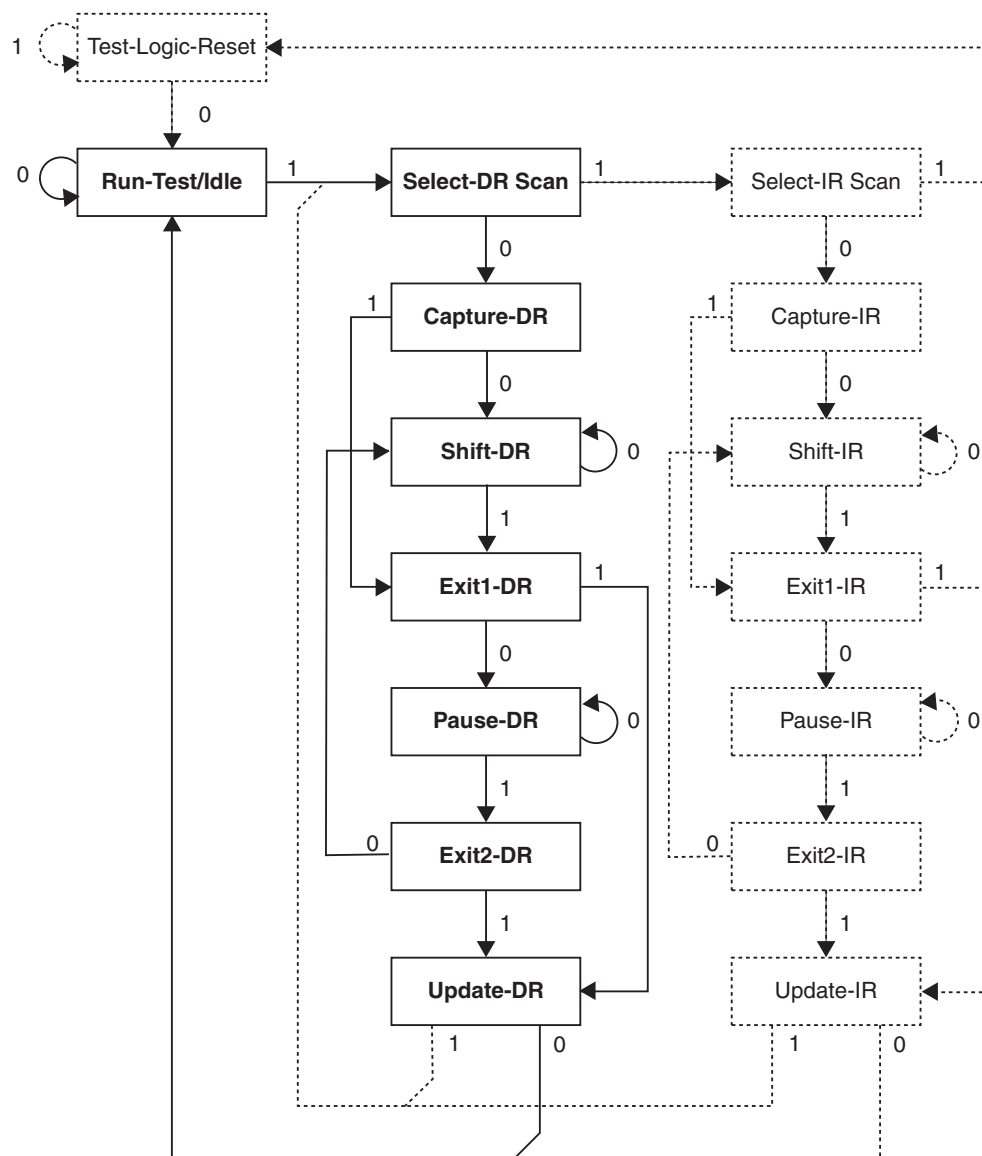 1 Test-Logic-Reset
0
0 Run-Test/Idle 1 Select-DR Scan 1 Select-IR Scan 1
0 0
1 Capture-DR 1 Capture-IR
0 0
Shift-DR 0 Shift-IR 0
1 1
Exit1-DR 1 Exit1-IR 1
0 0
Pause-DR 0 Pause-IR 0
1 1
0 Exit2-DR 0 Exit2-IR
1 1
Update-DR Update-IR
1 0 1 0